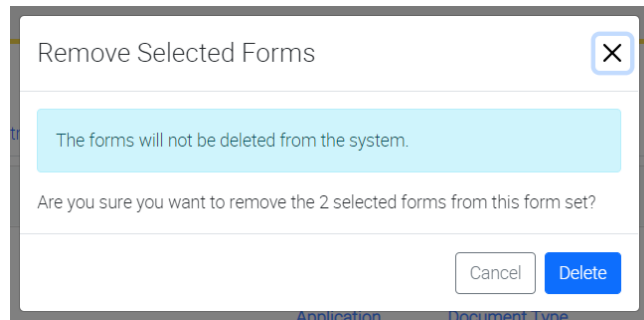 Remove Selected Forms
tr
The forms will not be deleted from the system.
Are you sure you want to remove the 2 selected forms from this form set?
Cancel
Delete
Application
Document Type